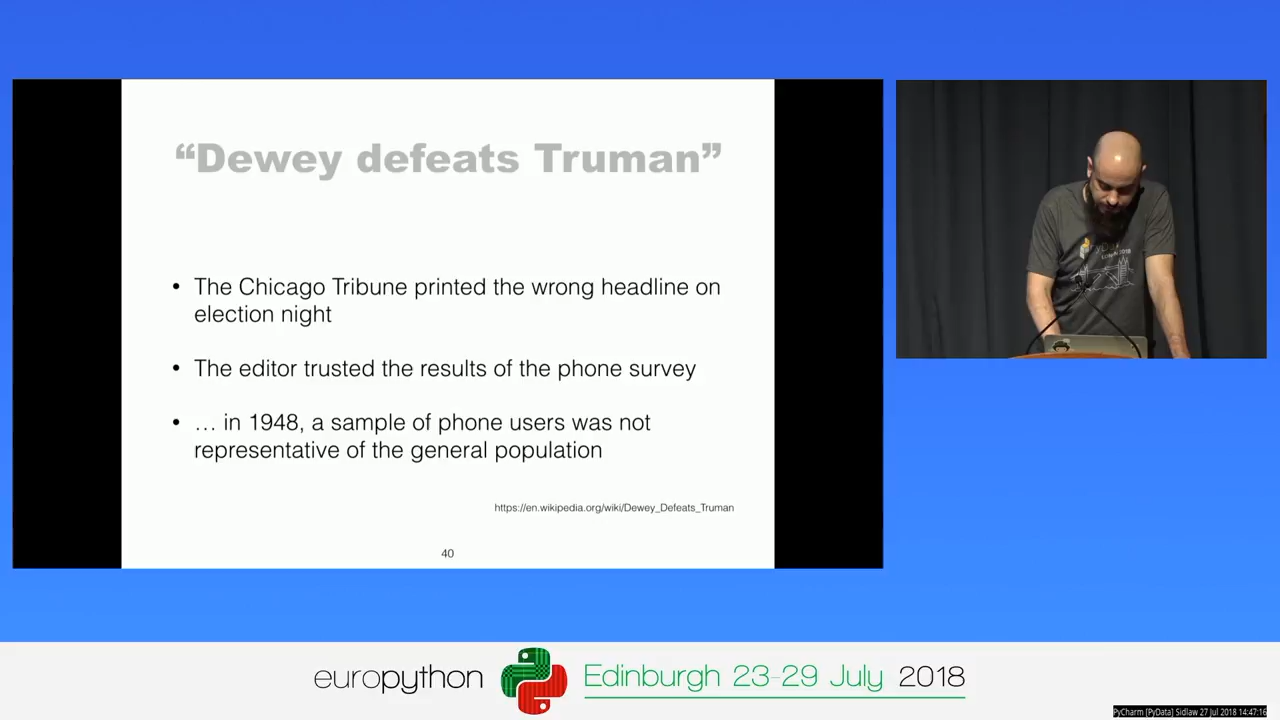 “Dewey defeats Truman”
• The Chicago Tribune printed the wrong headline on
election night
• The editor trusted the results of the phone survey
• … in 1948, a sample of phone users was not
representative of the general population
https://en.wikipedia.org/wiki/Dewey_Defeats_Truman
40
europython Edinburgh 23-29 July 2018
PyCharm [PyData] Sidlaw 27 Jul 2018 14:47:16